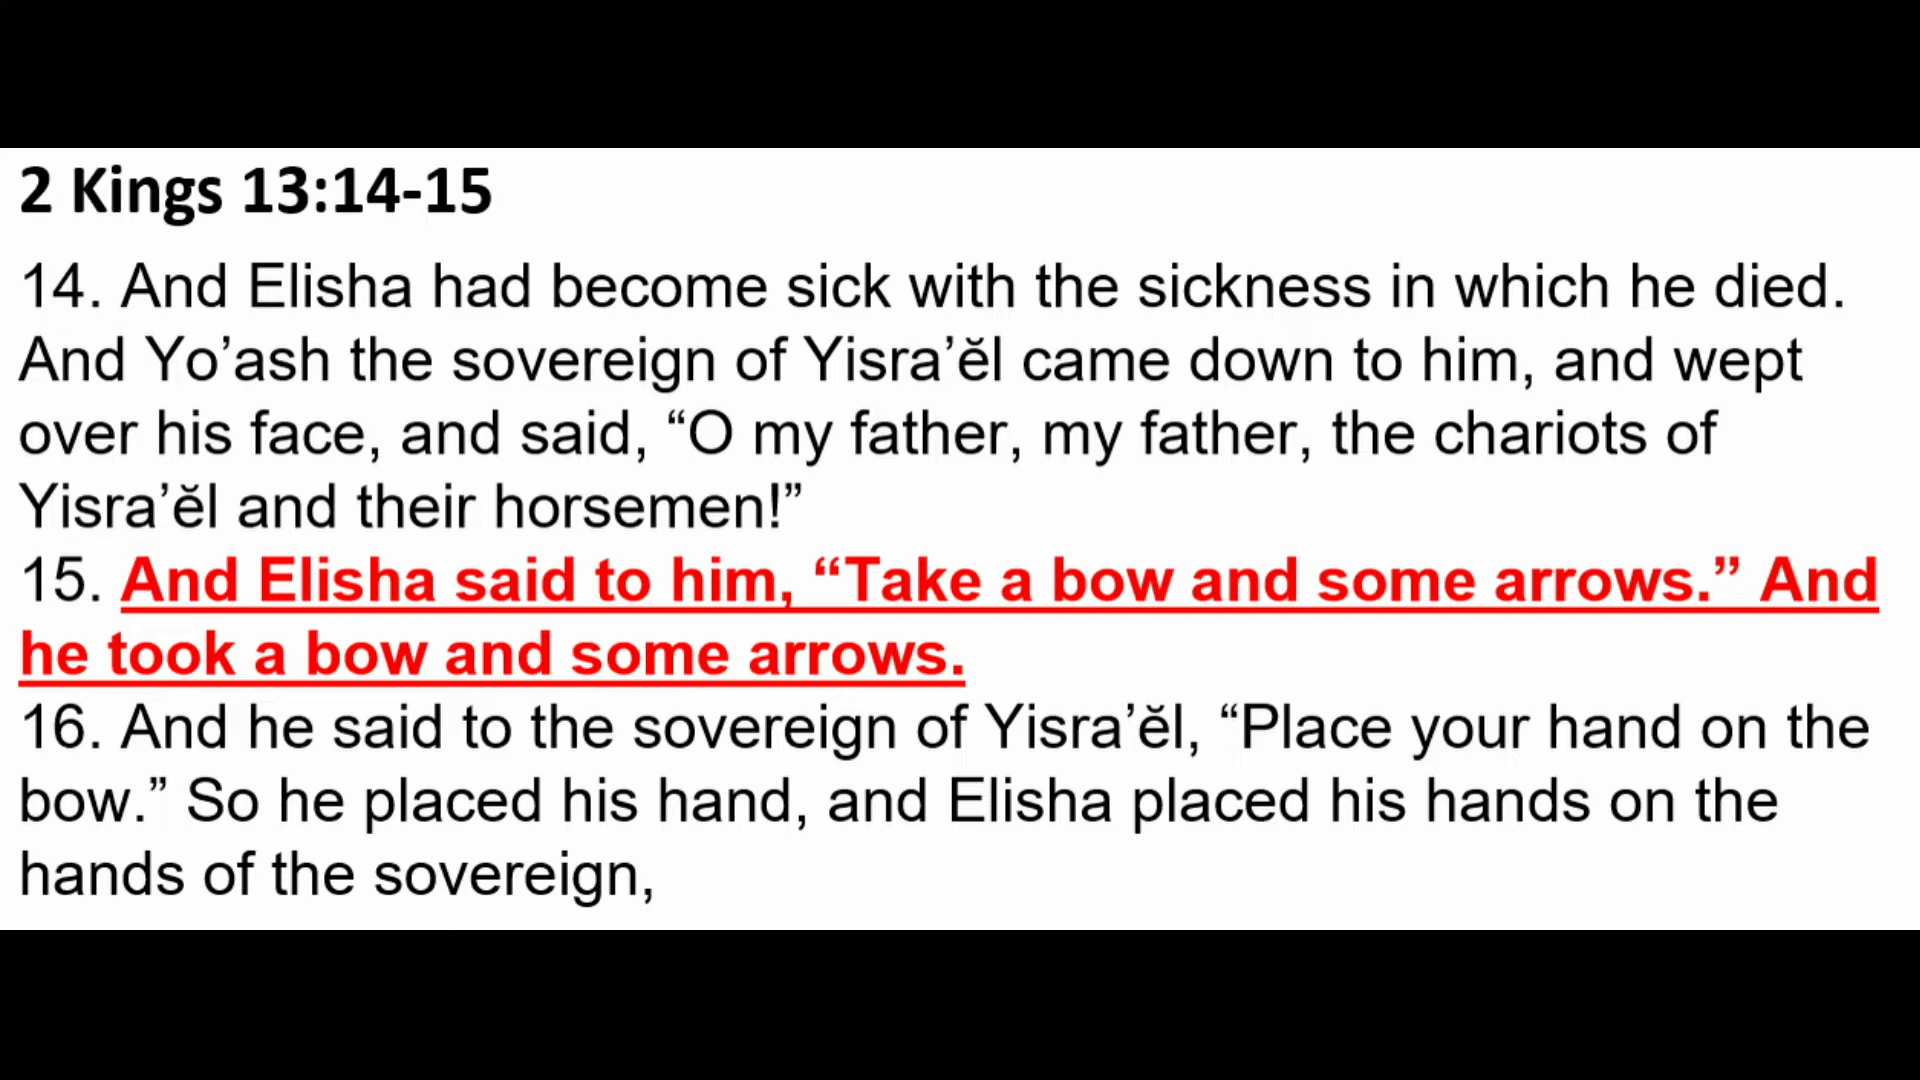 2 Kings 13:14-15
14. And Elisha had become sick with the sickness in which he died.
And Yo’ash the sovereign of Yisra’ĕl came down to him, and wept
over his face, and said, “O my father, my father, the chariots of
Yisra’ĕl and their horsemen!”
15. And Elisha said to him, “Take a bow and some arrows.” And
he took a bow and some arrows.
16. And he said to the sovereign of Yisra’ĕl, “Place your hand on the
bow.” So he placed his hand, and Elisha placed his hands on the
hands of the sovereign,